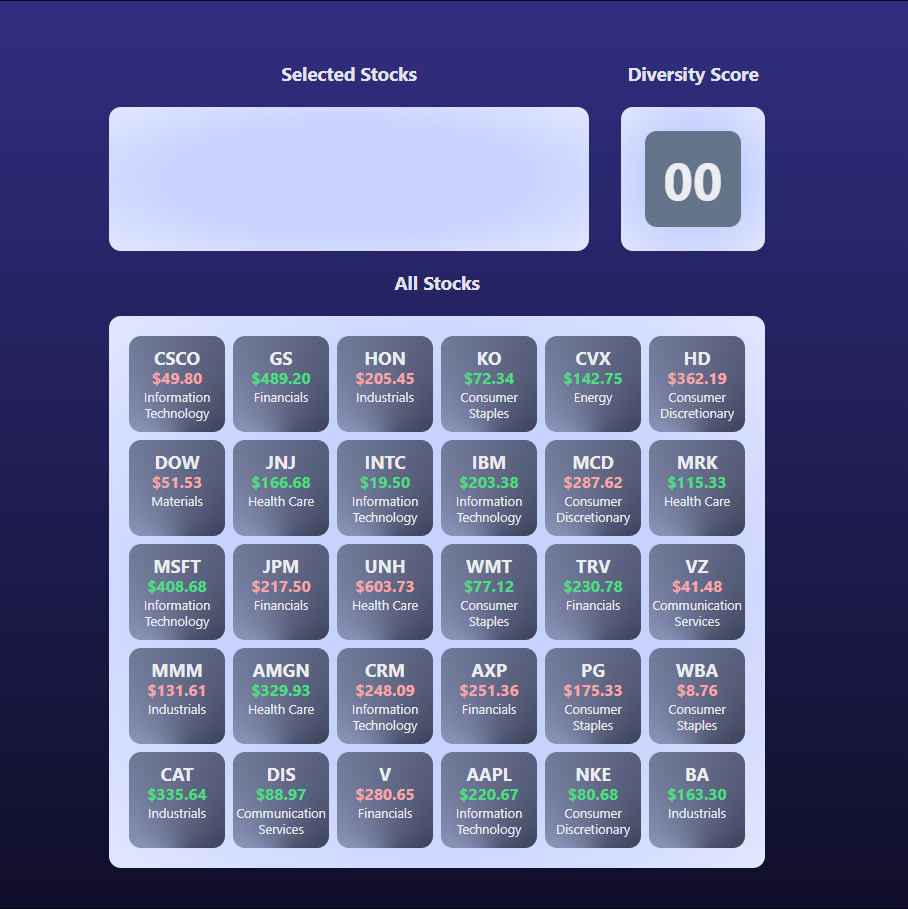 Selected Stocks
Diversity Score
00
All Stocks
CSCO
$49.80
Information
Technology
GS
$489.20
Financials
HON
$205.45
Industrials
KO
$72.34
Consumer
Staples
CVX
$142.75
Energy
HD
$362.19
Consumer
Discretionary
DOW
$51.53
Materials
JNJ
$166.68
Health Care
INTC
$19.50
Information
Technology
IBM
$203.38
Information
Technology
MCD
$287.62
Consumer
Discretionary
MRK
$115.33
Health Care
MSFT
$408.68
Information
Technology
JPM
$217.50
Financials
UNH
$603.73
Health Care
WMT
$77.12
Consumer
Staples
TRV
$230.78
Financials
VZ
$41.48
Communication
Services
MMM
$131.61
Industrials
AMGN
$329.93
Health Care
CRM
$248.09
Information
Technology
AXP
$251.36
Financials
PG
$175.33
Consumer
Staples
WBA
$8.76
Consumer
Staples
CAT
$335.64
Industrials
DIS
$88.97
Communication
Services
V
$280.65
Financials
AAPL
$220.67
Information
Technology
NKE
$80.68
Consumer
Discretionary
BA
$163.30
Industrials